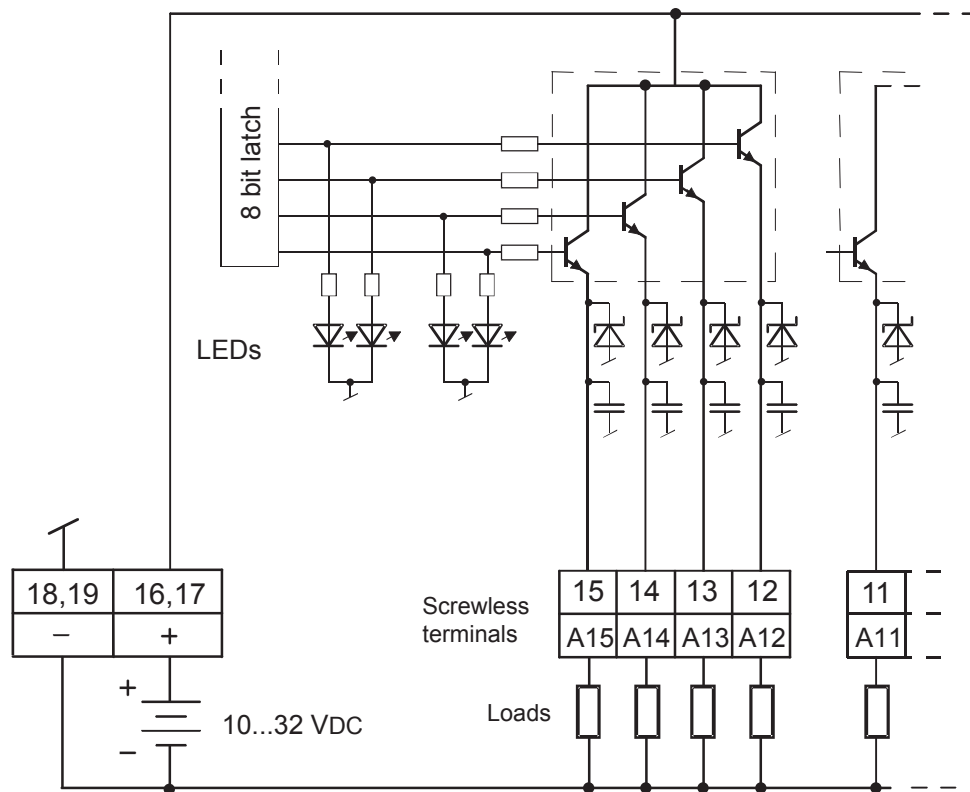 8 bit latch
LEDs
18,19 16,17
– +
+
–
10...32 VDC
Screwless
terminals
15 14 13 12 11
A15 A14 A13 A12 A11
Loads